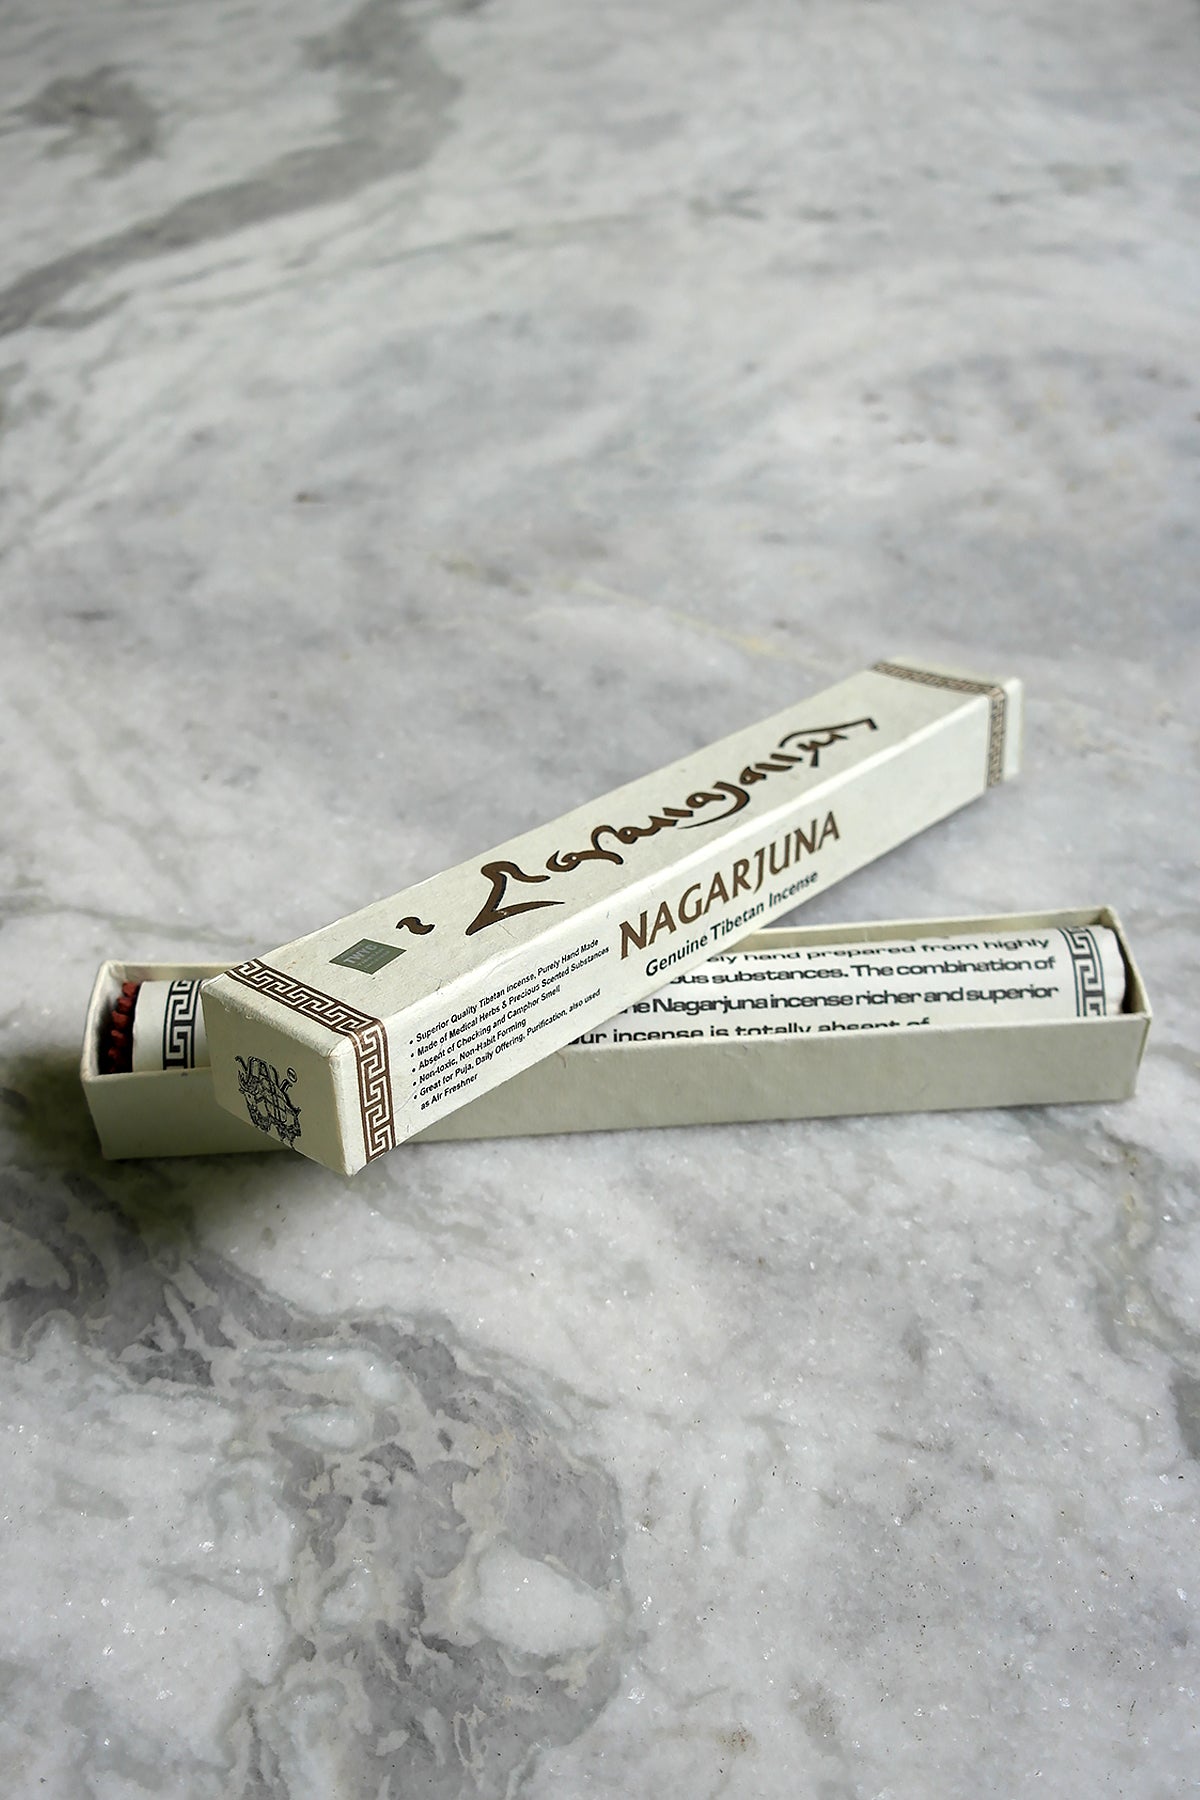 Nagarjuna
NAGARJUNA
Genuine Tibetan Incense
• Superior Quality Tibetan Incense, Purely Hand Made
• Made of Medical Herbs & Precious Scented Substances
• Absent of Chocking and Camphor Smell
• Non-toxic, Non-Habit Forming
• Great for Puja, Daily Offering, Purification, also used
as Air Freshner
hand prepared from highly
substances. The combination of
Nagarjuna incense richer and superior
incense is totally absent of